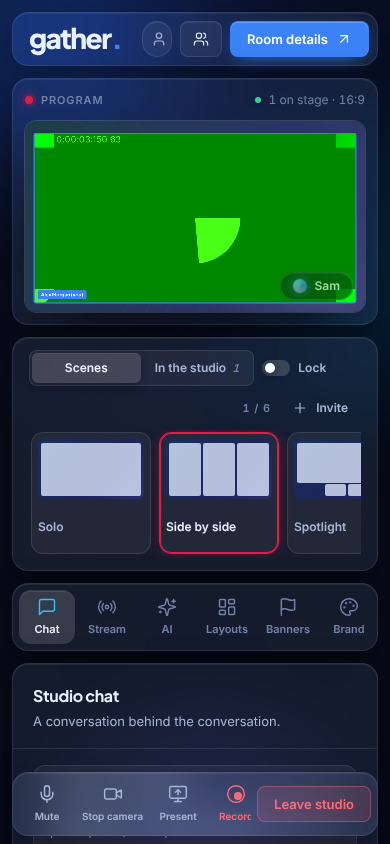 gather.
Room details
PROGRAM
1 on stage · 16:9
0:00:03:150 63
Sam
Scenes
In the studio 1
Lock
1 / 6
Invite
Solo
Side by side
Spotlight
Chat
Stream
AI
Layouts
Banners
Brand
Studio chat
A conversation behind the conversation.
Mute
Stop camera
Present
Record
Leave studio